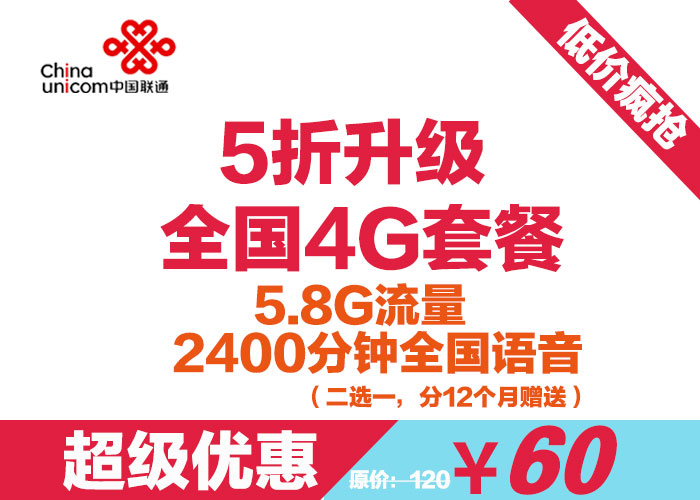 China
unicom中国联通
低价疯抢
5折升级
全国4G套餐
5.8G流量
2400分钟全国语音
（二选一，分12个月赠送）
超级优惠
原价：120
￥60